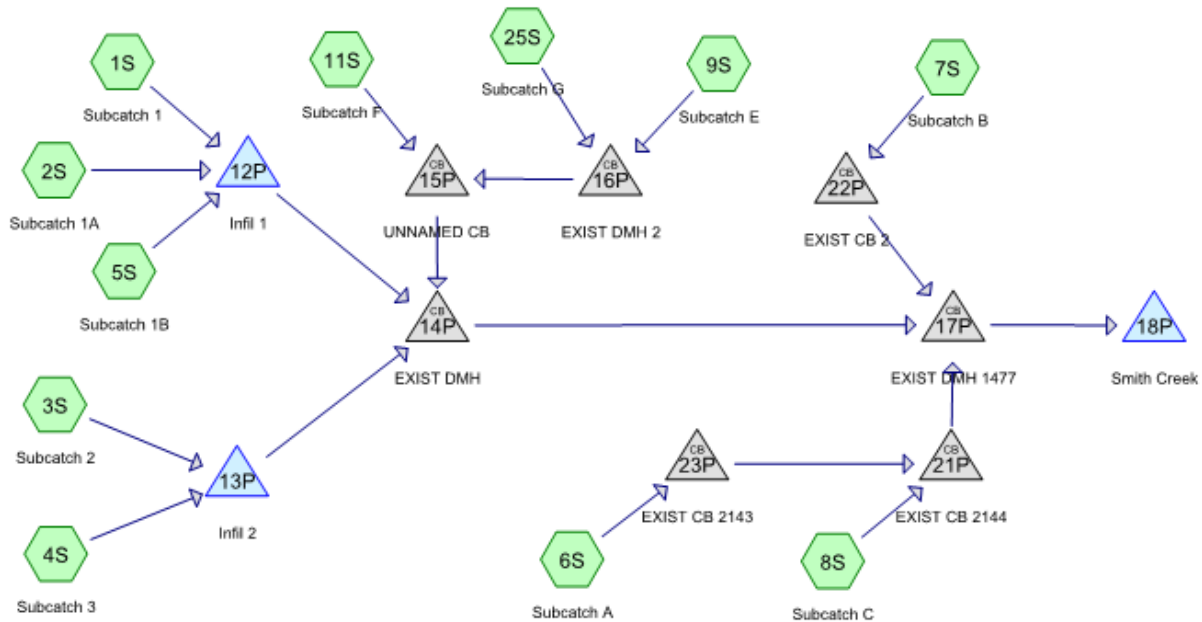 1S
Subcatch 1
11S
Subcatch F
25S
Subcatch G
9S
Subcatch E
7S
Subcatch B
2S
Subcatch 1A
CB
12P
Infil 1
CB
15P
UNNAMED CB
CB
16P
EXIST DMH 2
CB
22P
EXIST CB 2
5S
Subcatch 1B
CB
14P
EXIST DMH
CB
17P
EXIST DMH 1477
18P
Smith Creek
3S
Subcatch 2
13P
Infil 2
CB
23P
EXIST CB 2143
CB
21P
EXIST CB 2144
4S
Subcatch 3
6S
Subcatch A
8S
Subcatch C